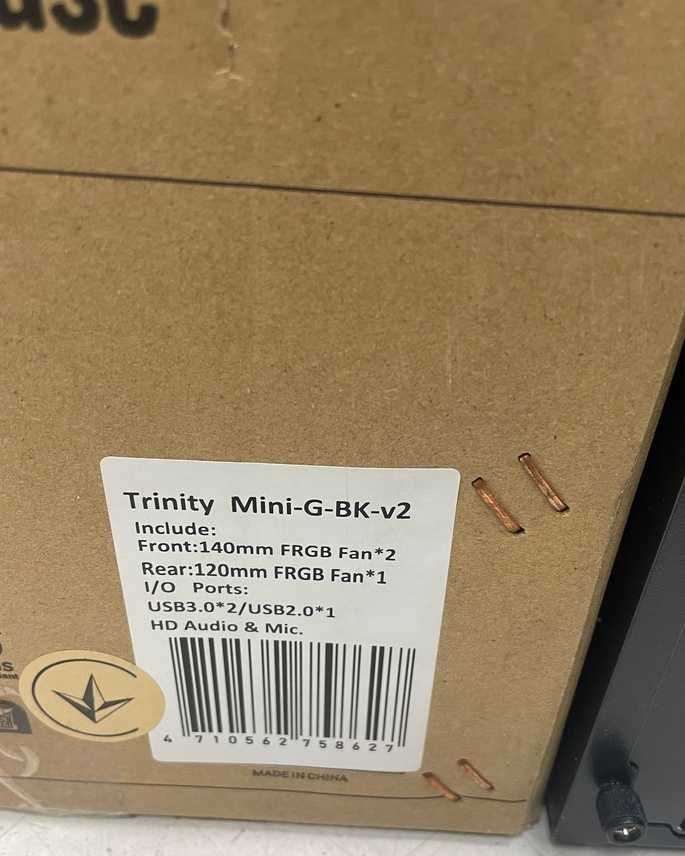 Trinity Mini-G-BK-v2
Include:
Front:140mm FRGB Fan*2
Rear:120mm FRGB Fan*1
I/O Ports:
USB3.0*2/USB2.0*1
HD Audio & Mic.
4 710562 758627
MADE IN CHINA